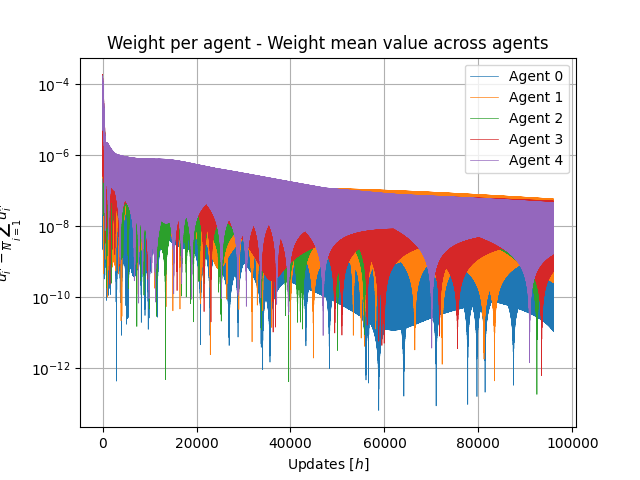 Weight per agent - Weight mean value across agents
Agent 0
Agent 1
Agent 2
Agent 3
Agent 4
10⁻⁴
10⁻⁶
10⁻⁸
10⁻¹⁰
10⁻¹²
0
20000
40000
60000
80000
100000
Updates [h]